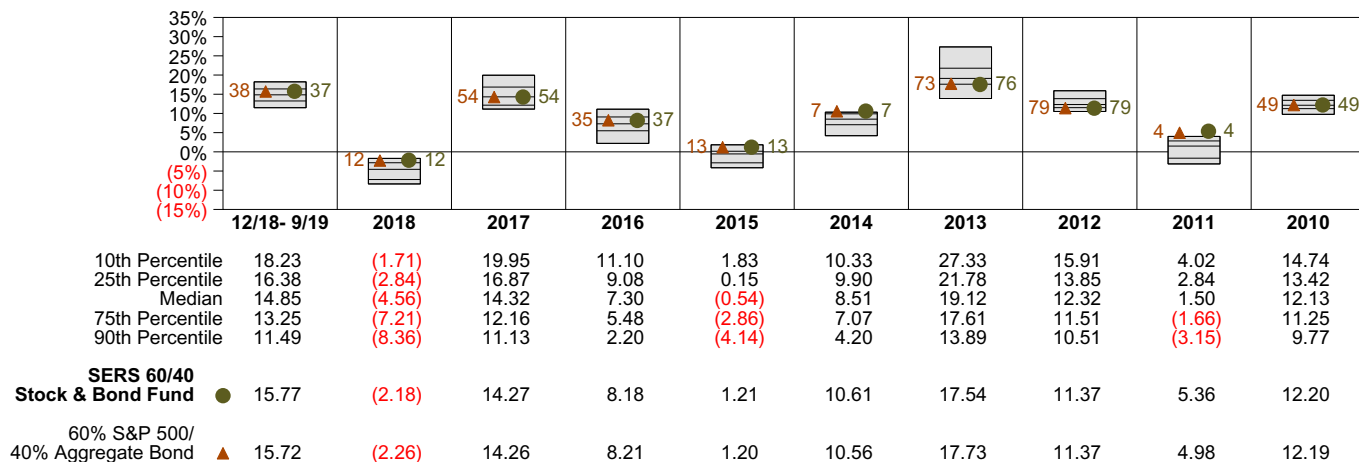 35%
30%
25%
20%
15%
10%
5%
0%
(5%)
(10%)
(15%)
38 37 12 12 54 54 35 37 13 13 7 7 73 76 79 79 4 4 49 49
12/18- 9/19 2018 2017 2016 2015 2014 2013 2012 2011 2010
10th Percentile 18.23 (1.71) 19.95 11.10 1.83 10.33 27.33 15.91 4.02 14.74
25th Percentile 16.38 (2.84) 16.87 9.08 0.15 9.90 21.78 13.85 2.84 13.42
Median 14.85 (4.56) 14.32 7.30 (0.54) 8.51 19.12 12.32 1.50 12.13
75th Percentile 13.25 (7.21) 12.16 5.48 (2.86) 7.07 17.61 11.51 (1.66) 11.25
90th Percentile 11.49 (8.36) 11.13 2.20 (4.14) 4.20 13.89 10.51 (3.15) 9.77
SERS 60/40
Stock & Bond Fund 15.77 (2.18) 14.27 8.18 1.21 10.61 17.54 11.37 5.36 12.20
60% S&P 500/
40% Aggregate Bond 15.72 (2.26) 14.26 8.21 1.20 10.56 17.73 11.37 4.98 12.19